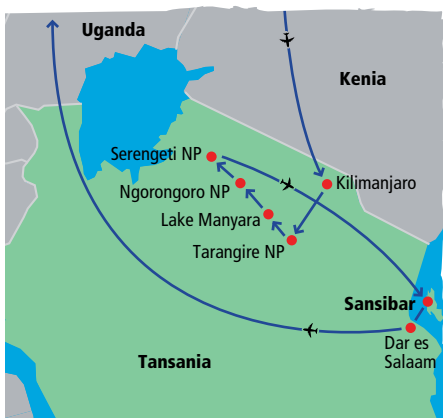 Uganda
Kenia
Serengeti NP
Kilimanjaro
Ngorongoro NP
Lake Manyara
Tarangire NP
Sansibar
Dar es
Salaam
Tansania